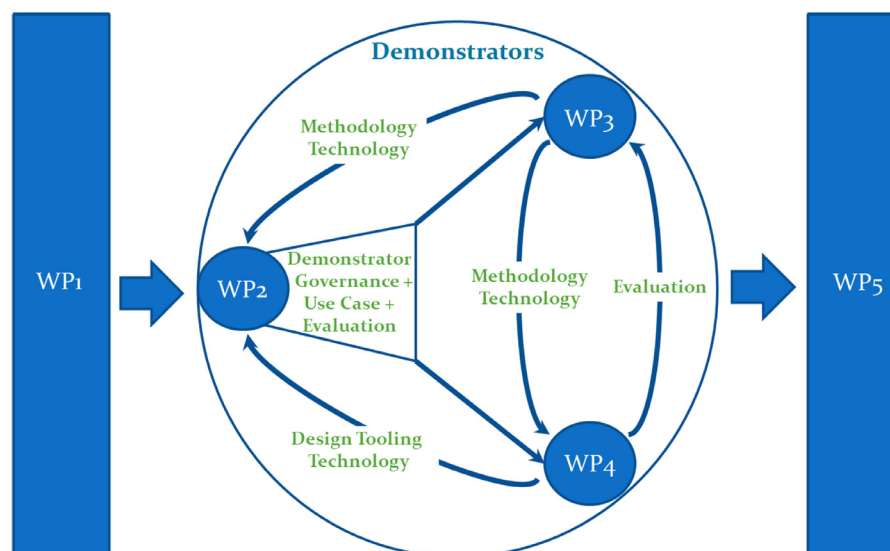 Demonstrators
WP3
Methodology
Technology
WP1
WP2
Demonstrator
Governance +
Use Case +
Evaluation
Methodology
Technology
Evaluation
WP5
Design Tooling
Technology
WP4